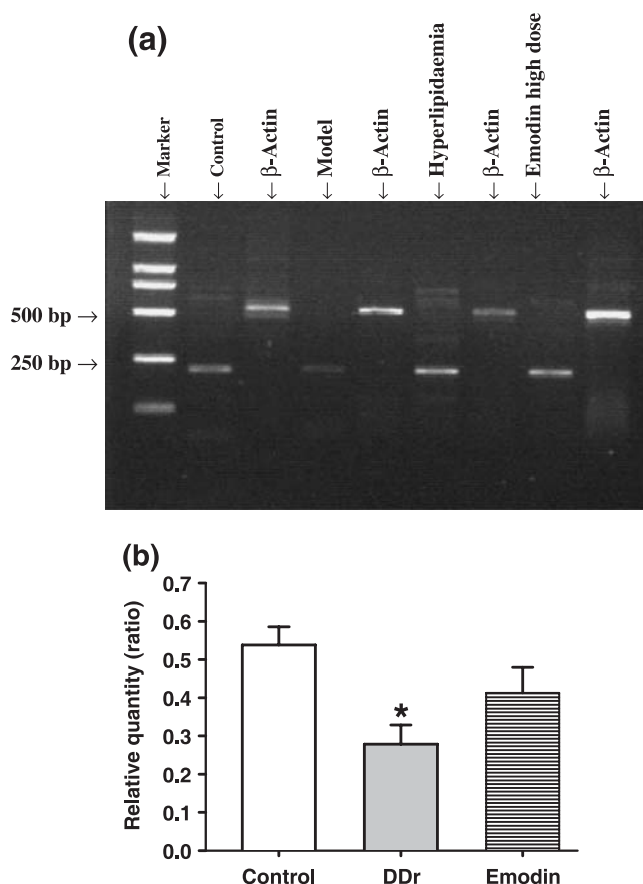 (a)
← Marker
← Control
← β-Actin
← Model
← β-Actin
← Hyperlipidaemia
← β-Actin
← Emodin high dose
← β-Actin
500 bp →
250 bp →
(b)
Relative quantity (ratio)
0.7
0.6
0.5
0.4
0.3
0.2
0.1
0.0
*
Control DDr Emodin